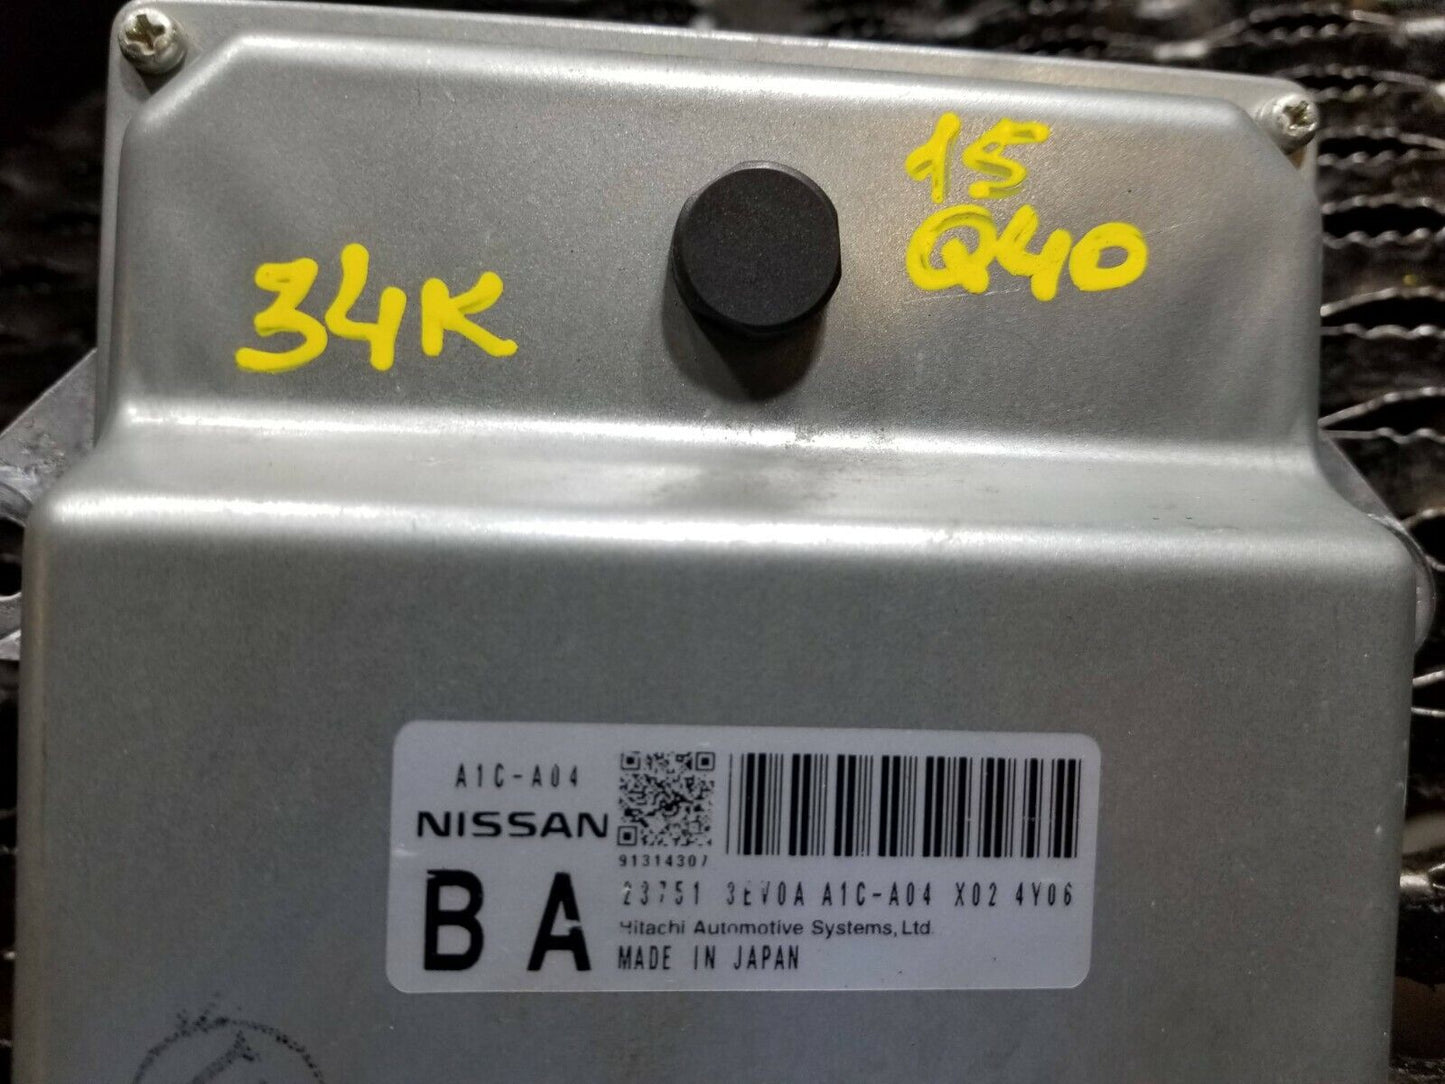 15
Q40
34K
A1C-A04
NISSAN
91314307
BA
23751 3EV0A A1C-A04 X02 4Y06
Hitachi Automotive Systems, Ltd.
MADE IN JAPAN